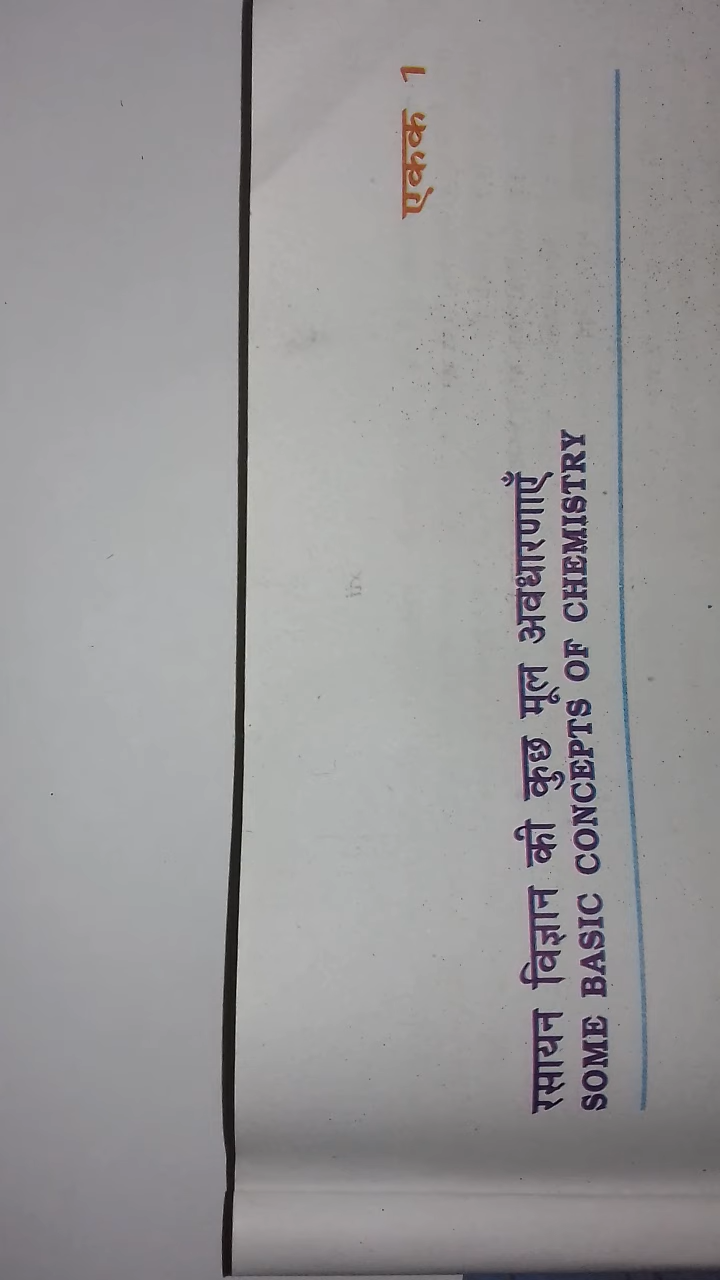 एकक 1
रसायन विज्ञान की कुछ मूल अवधारणाएँ
SOME BASIC CONCEPTS OF CHEMISTRY